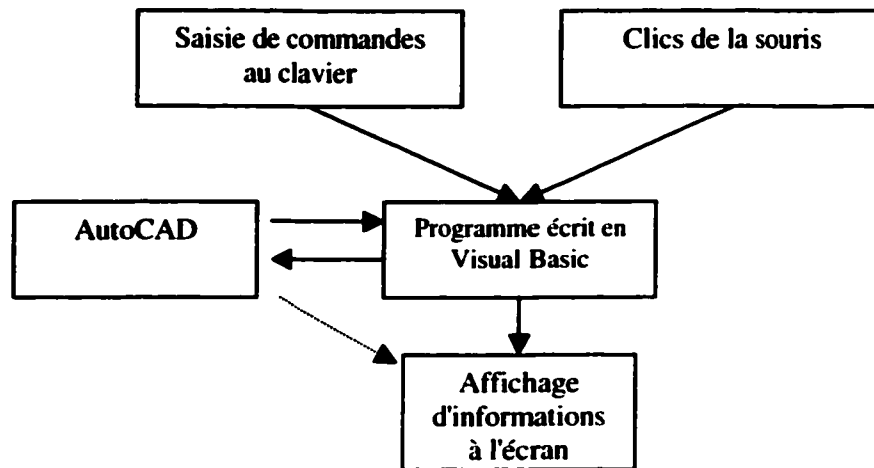 Saisie de commandes
au clavier
Clics de la souris
AutoCAD
Programme écrit en
Visual Basic
Affichage
d'informations
à l'écran